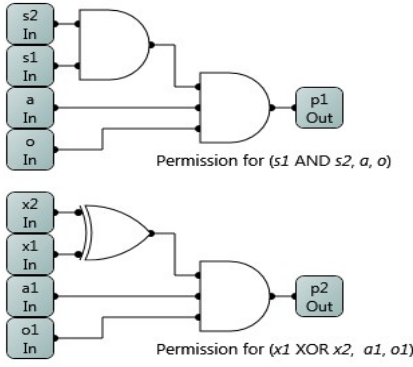 s2
In
s1
In
a
In
o
In
p1
Out
Permission for (s1 AND s2, a, o)
x2
In
x1
In
a1
In
o1
In
p2
Out
Permission for (x1 XOR x2, a1, o1)